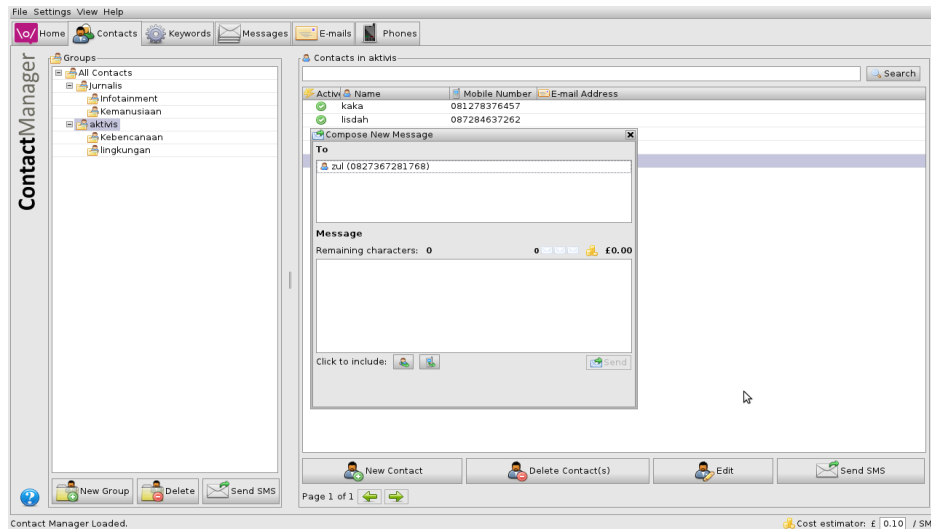 File Settings View Help
\o/ Home Contacts Keywords Messages E-mails Phones
ContactManager
Groups
All Contacts
Jurnalis
Infotainment
Kemanusiaan
aktivis
Kebencanaan
lingkungan
New Group Delete Send SMS
Contacts in aktivis
Search
Active Name Mobile Number E-mail Address
kaka 081278376457
lisdah 087284637262
Compose New Message
To
zul (0827367281768)
Message
Remaining characters: 0 0 £0.00
Click to include: Send
New Contact Delete Contact(s) Edit Send SMS
Page 1 of 1
Contact Manager Loaded. Cost estimator: £ 0.10 / SM